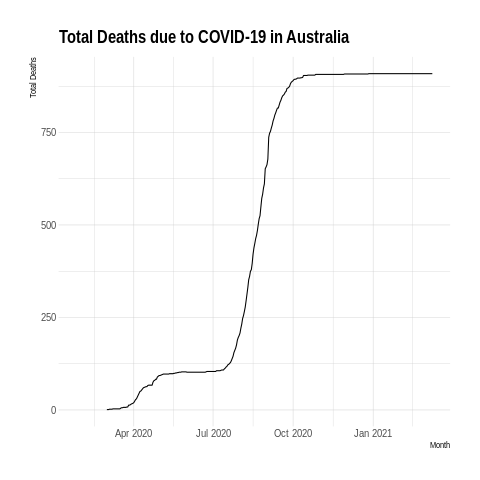 Total Deaths due to COVID-19 in Australia
Total Deaths
750
500
250
0
Apr 2020 Jul 2020 Oct 2020 Jan 2021
Month